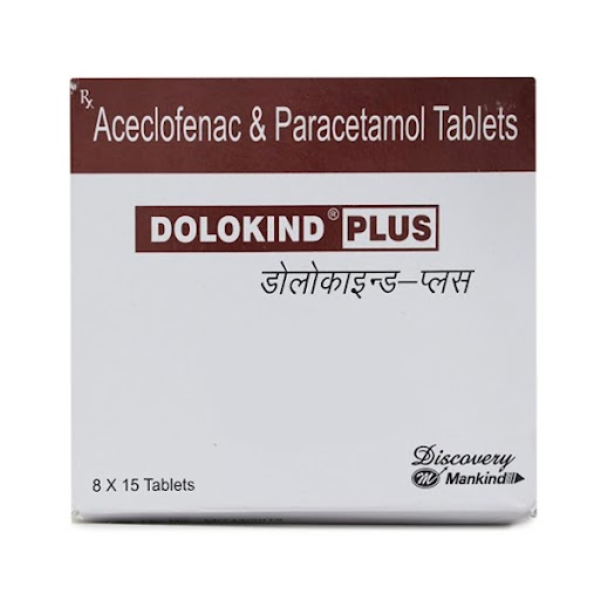 Rx
Aceclofenac & Paracetamol Tablets
DOLOKIND® PLUS
डोलोकाइन्ड-प्लस
Discovery
M Mankind
8 X 15 Tablets